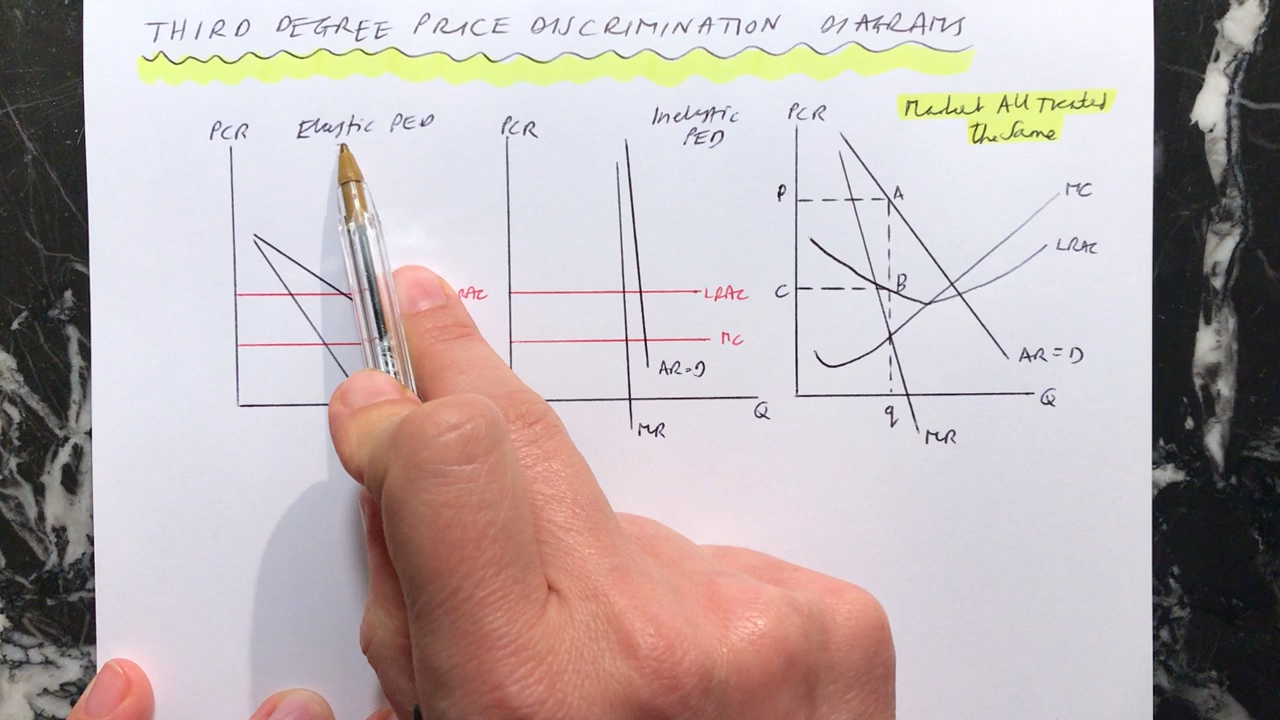 THIRD DEGREE PRICE DISCRIMINATION DIAGRAMS
PCR
Elastic PED
PCR
Inelastic
PED
PCR
Market All Treated
the Same
P
A
MC
LRAC
RAC
LRAC
C
B
MC
AR=D
AR=D
Q
q
Q
MR
MR